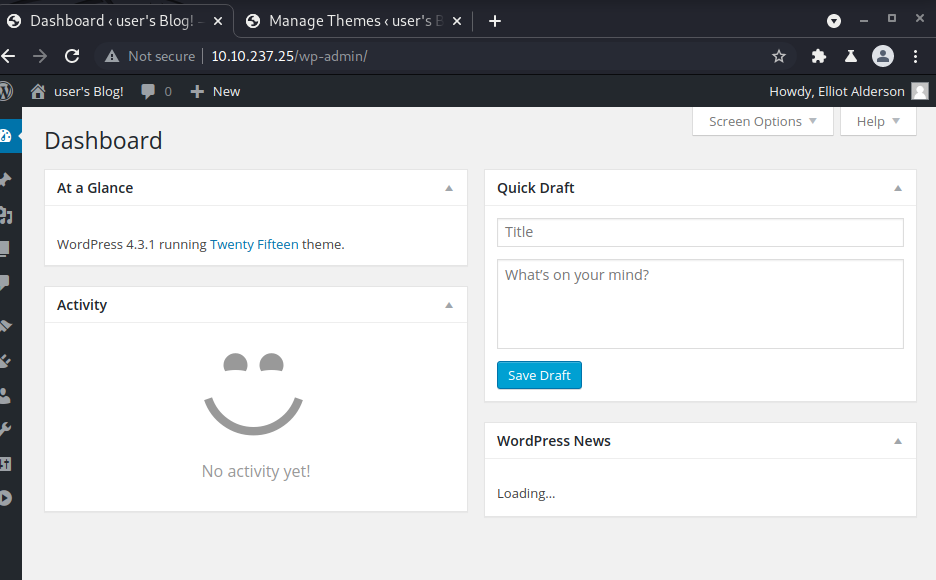 Dashboard ‹ user's Blog! –
Manage Themes ‹ user's B
Not secure 10.10.237.25/wp-admin/
user's Blog! 0 New Howdy, Elliot Alderson
Screen Options Help
Dashboard
At a Glance
WordPress 4.3.1 running Twenty Fifteen theme.
Activity
No activity yet!
Quick Draft
Title
What's on your mind?
Save Draft
WordPress News
Loading...